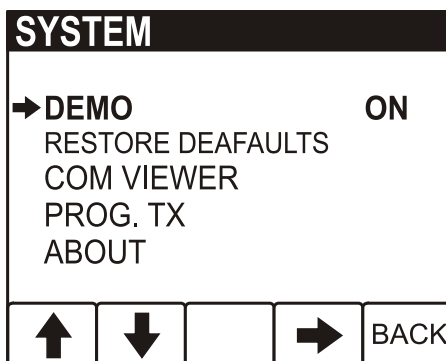 SYSTEM
DEMO ON
RESTORE DEAFAULTS
COM VIEWER
PROG. TX
ABOUT
BACK